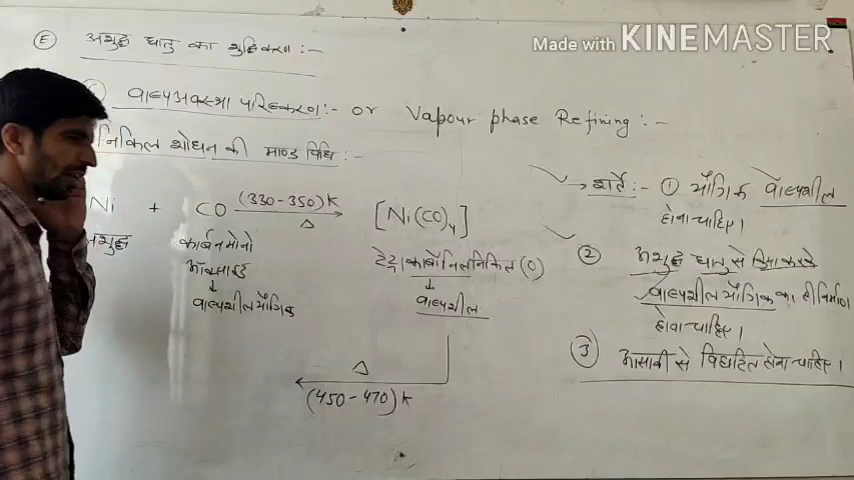 Made with KINEMASTER
(E) अशुद्ध धातु का शुद्धिकरण :-
वाष्पअवस्था परिष्करण :- or Vapour phase Refining :-
निकिल शोधन की माण्ड विधि :-
Ni + CO (330-350)K Δ [Ni(CO)4]
अशुद्ध
कार्बन मोनो
ऑक्साइड
↓
वाष्पशील यौगिक
टेट्राकार्बोनिलनिकिल (0)
↓
वाष्पशील
Δ
(450-470)K
→ शर्ते :- ① यौगिक वाष्पशील
होना चाहिए।
② अशुद्ध धातु से क्रिया करके
वाष्पशील यौगिक का ही निर्माण
होना चाहिए।
③ आसानी से विघटित होना चाहिए।